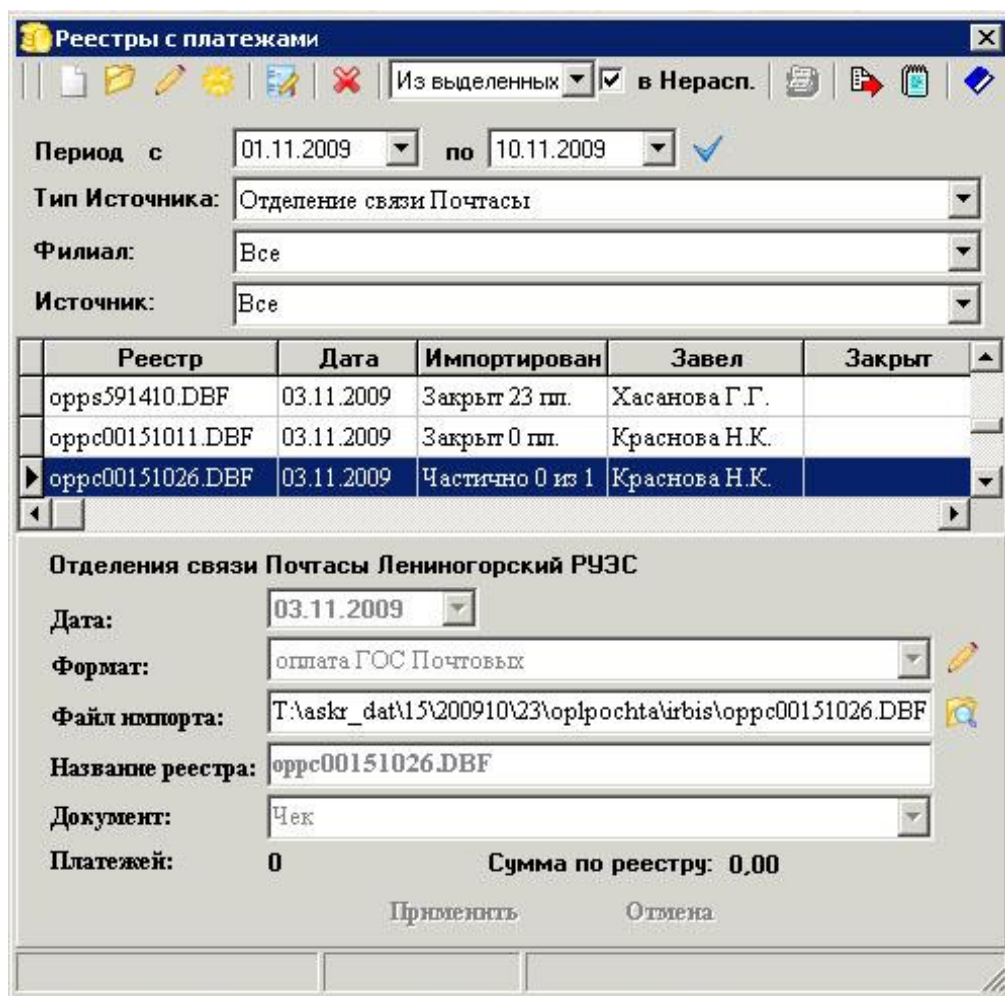 Реестры с платежами
Из выделенных в Нерасп.
Период с 01.11.2009 по 10.11.2009
Тип Источника: Отделение связи Почтасы
Филиал: Все
Источник: Все
Реестр Дата Импортирован Завел Закрыт
opps591410.DBF 03.11.2009 Закрыт 23 пл. Хасанова Г.Г.
oppc00151011.DBF 03.11.2009 Закрыт 0 пл. Краснова Н.К.
oppc00151026.DBF 03.11.2009 Частично 0 из 1 Краснова Н.К.
Отделения связи Почтасы Лениногорский РУЭС
Дата: 03.11.2009
Формат: оплата ГОС Почтовых
Файл импорта: T:\askr_dat\15\200910\23\oplpochta\irbis\oppc00151026.DBF
Название реестра: oppc00151026.DBF
Документ: Чек
Платежей: 0 Сумма по реестру: 0,00
Применить Отмена